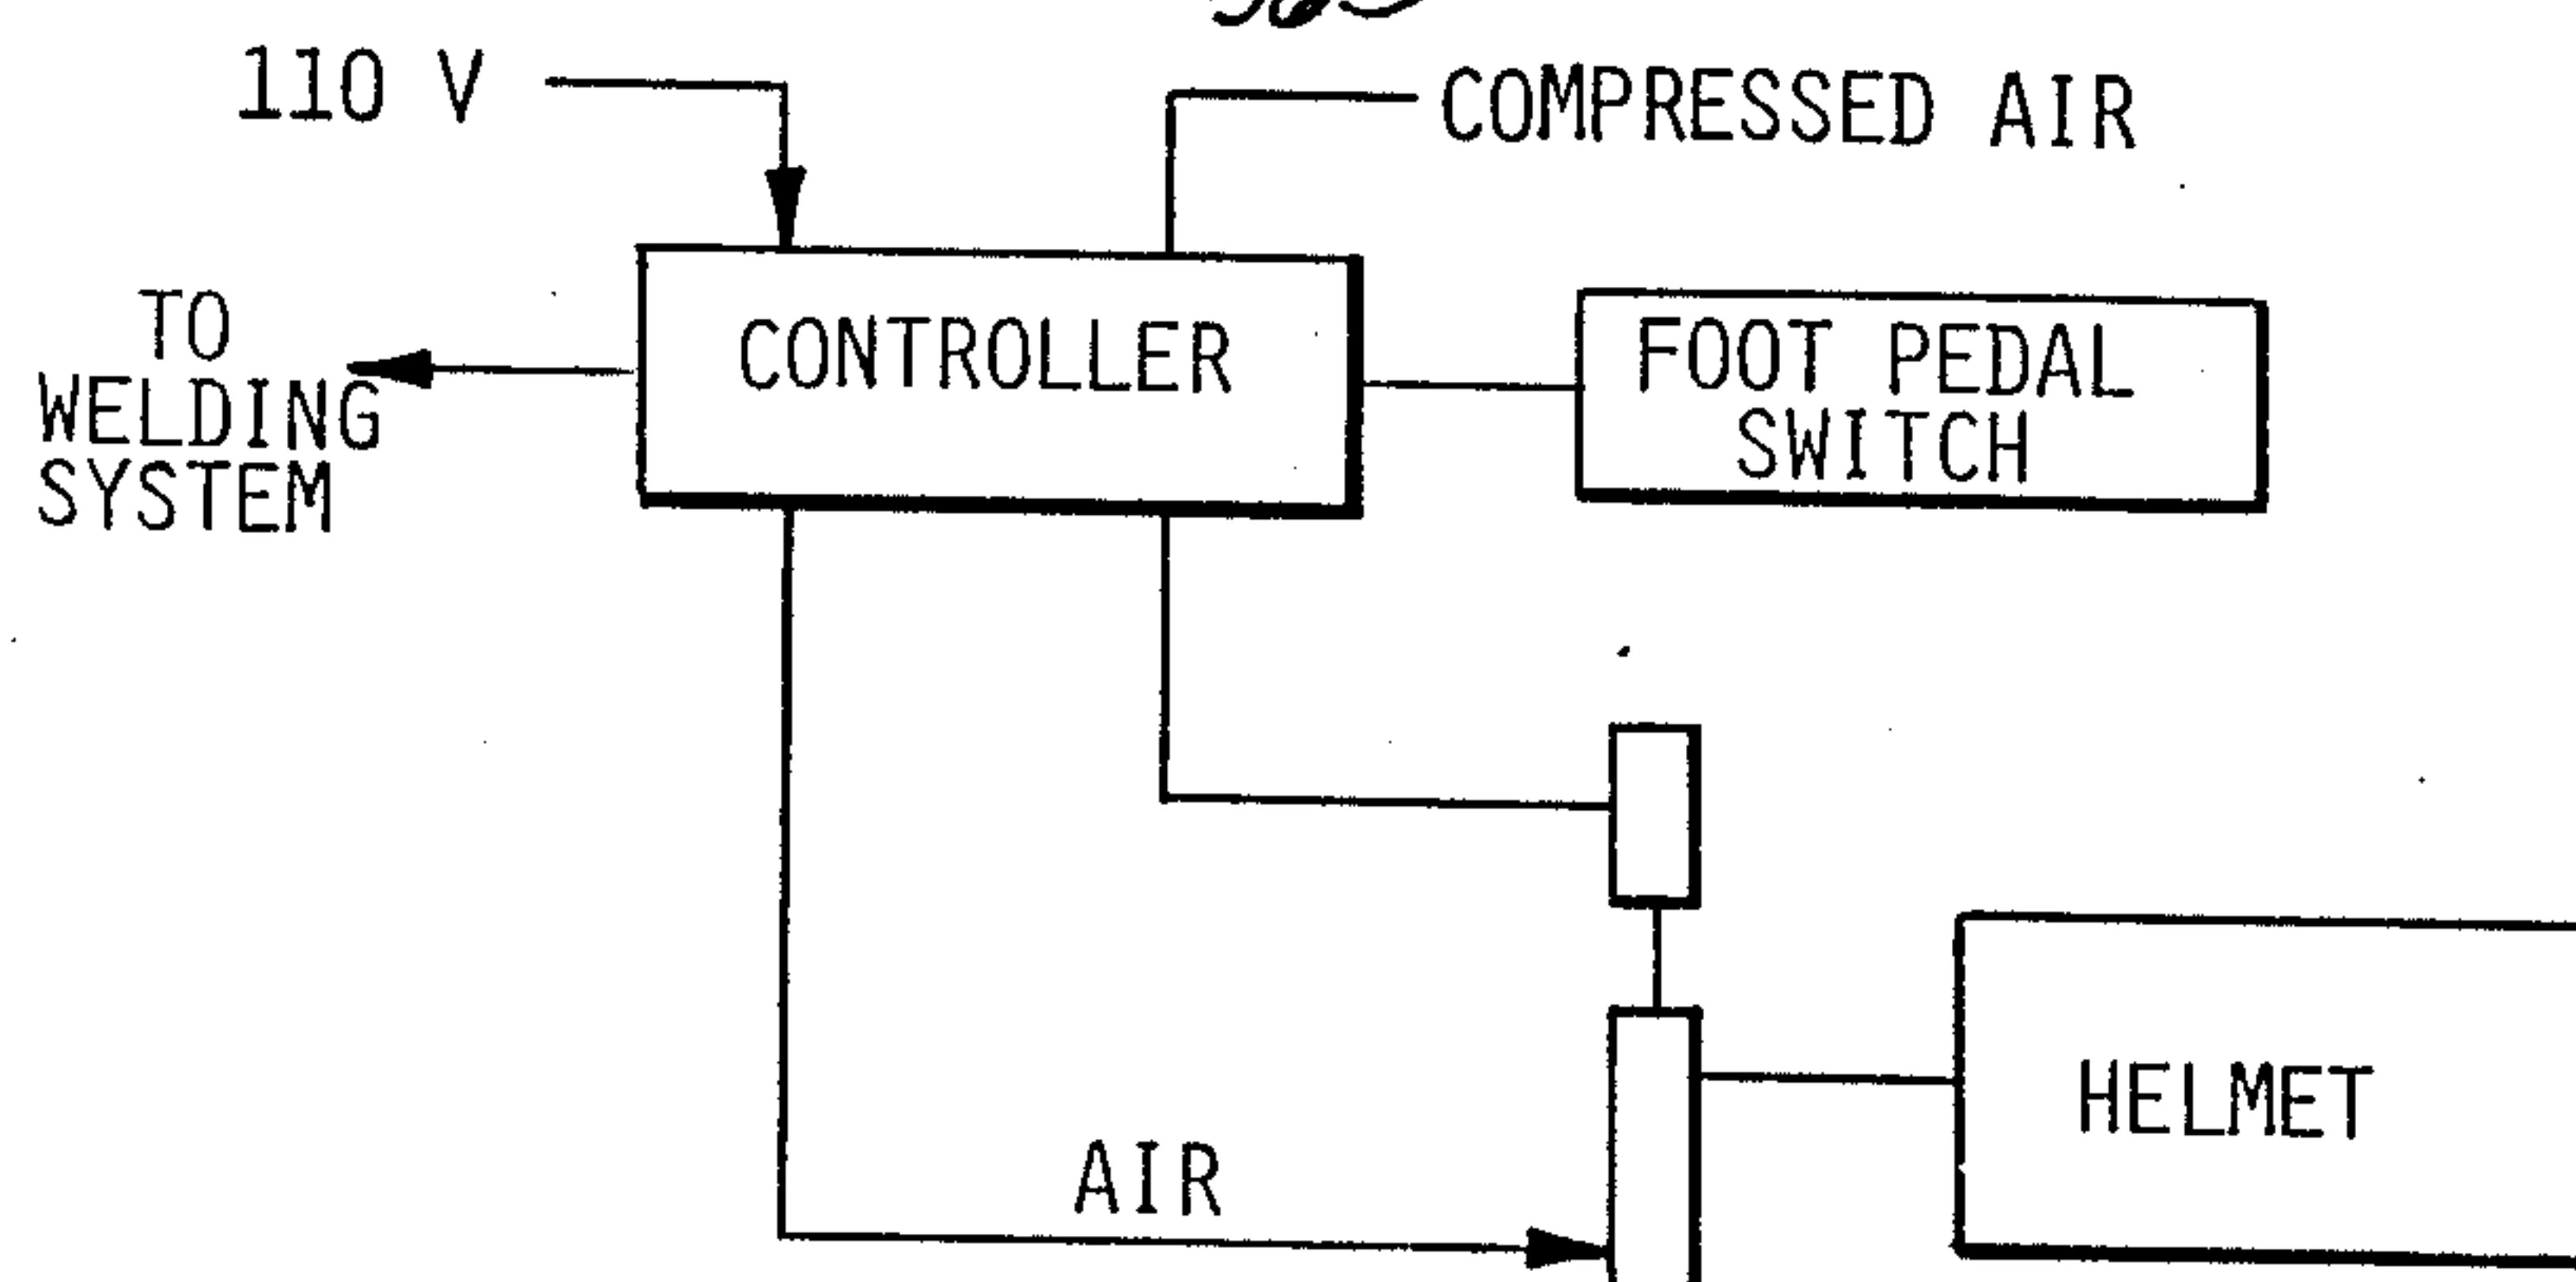 110 V
COMPRESSED AIR
TO
WELDING
SYSTEM
CONTROLLER
FOOT PEDAL
SWITCH
HELMET
AIR